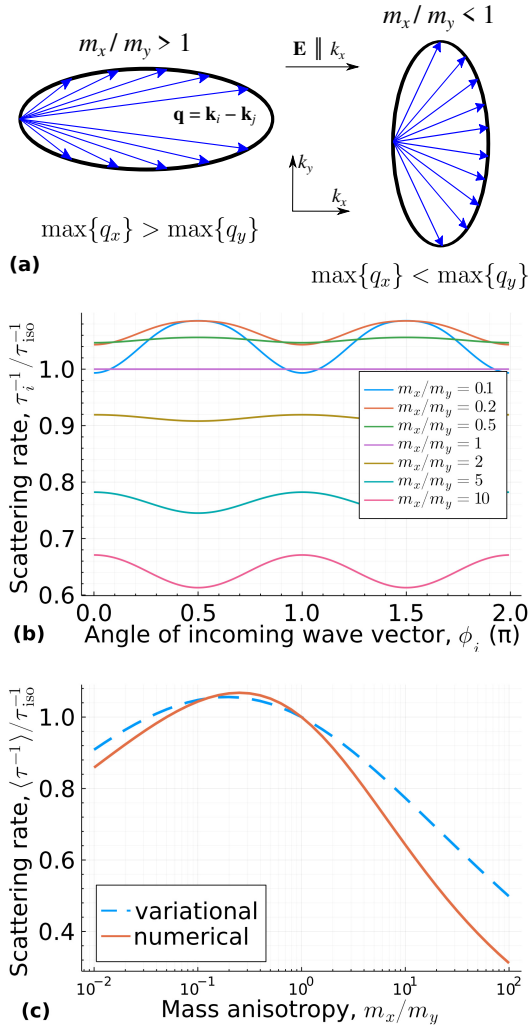 m_x / m_y > 1
E ∥ k_x
m_x / m_y < 1
q = k_i − k_j
k_y
k_x
max{q_x} > max{q_y}
max{q_x} < max{q_y}
(a)
Scattering rate, τ_i^{-1}/τ_iso^{-1}
1.0
0.9
0.8
0.7
0.6
m_x/m_y = 0.1
m_x/m_y = 0.2
m_x/m_y = 0.5
m_x/m_y = 1
m_x/m_y = 2
m_x/m_y = 5
m_x/m_y = 10
0.0 0.5 1.0 1.5 2.0
(b) Angle of incoming wave vector, ϕ_i (π)
Scattering rate, ⟨τ^{-1}⟩/τ_iso^{-1}
1.0
0.8
0.6
0.4
variational
numerical
10^{-2} 10^{-1} 10^0 10^1 10^2
(c) Mass anisotropy, m_x/m_y